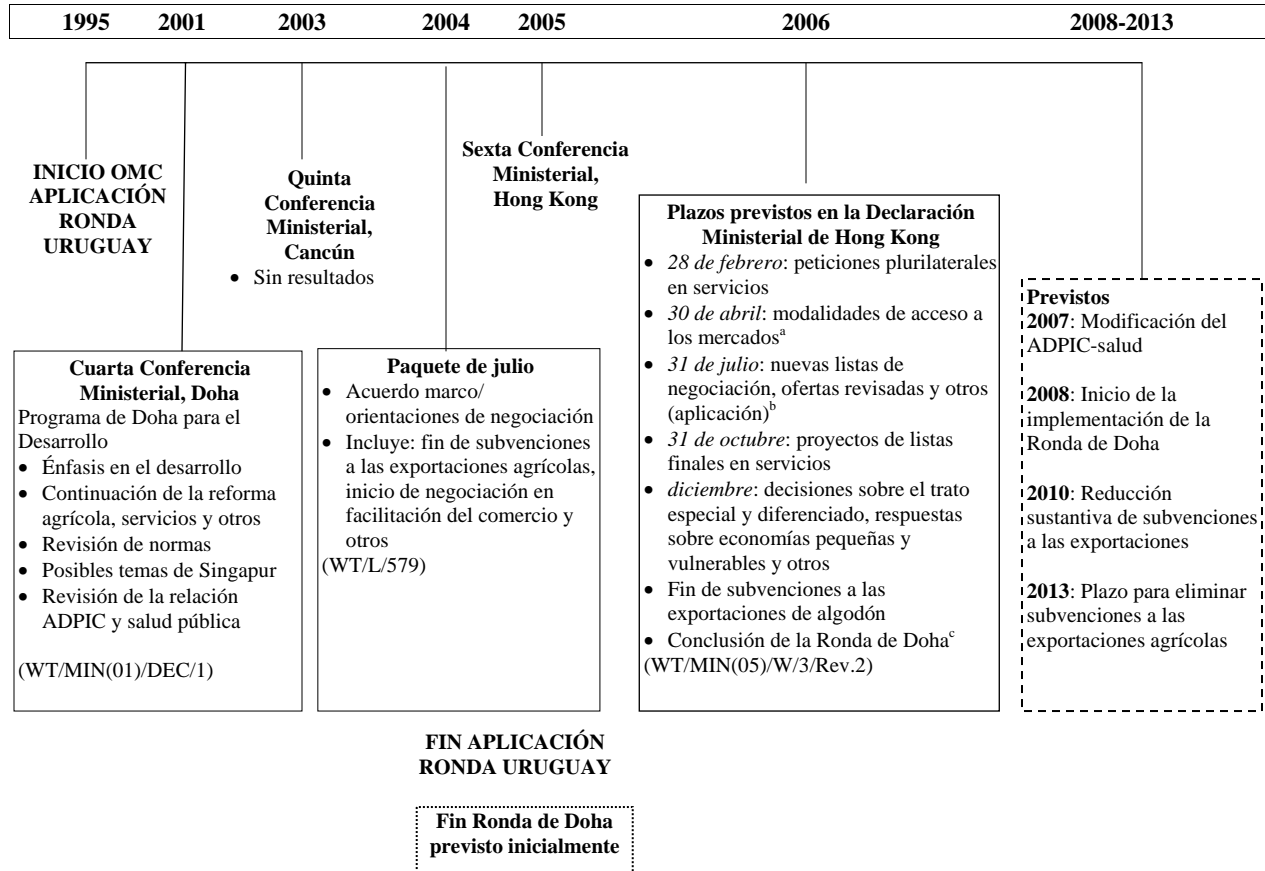 1995 2001 2003 2004 2005 2006 2008-2013
INICIO OMC
APLICACIÓN
RONDA
URUGUAY
Cuarta Conferencia
Ministerial, Doha
Programa de Doha para el
Desarrollo
• Énfasis en el desarrollo
• Continuación de la reforma
agrícola, servicios y otros
• Revisión de normas
• Posibles temas de Singapur
• Revisión de la relación
ADPIC y salud pública
(WT/MIN(01)/DEC/1)
Quinta
Conferencia
Ministerial,
Cancún
• Sin resultados
Paquete de julio
• Acuerdo marco/
orientaciones de negociación
• Incluye: fin de subvenciones
a las exportaciones agrícolas,
inicio de negociación en
facilitación del comercio y
otros
(WT/L/579)
Sexta Conferencia
Ministerial,
Hong Kong
Plazos previstos en la Declaración
Ministerial de Hong Kong
• 28 de febrero: peticiones plurilaterales
en servicios
• 30 de abril: modalidades de acceso a
los mercadosa
• 31 de julio: nuevas listas de
negociación, ofertas revisadas y otros
(aplicación)b
• 31 de octubre: proyectos de listas
finales en servicios
• diciembre: decisiones sobre el trato
especial y diferenciado, respuestas
sobre economías pequeñas y
vulnerables y otros
• Fin de subvenciones a las
exportaciones de algodón
• Conclusión de la Ronda de Dohac
(WT/MIN(05)/W/3/Rev.2)
Previstos
2007: Modificación del
ADPIC-salud
2008: Inicio de la
implementación de la
Ronda de Doha
2010: Reducción
sustantiva de subvenciones
a las exportaciones
2013: Plazo para eliminar
subvenciones a las
exportaciones agrícolas
FIN APLICACIÓN
RONDA URUGUAY
Fin Ronda de Doha
previsto inicialmente